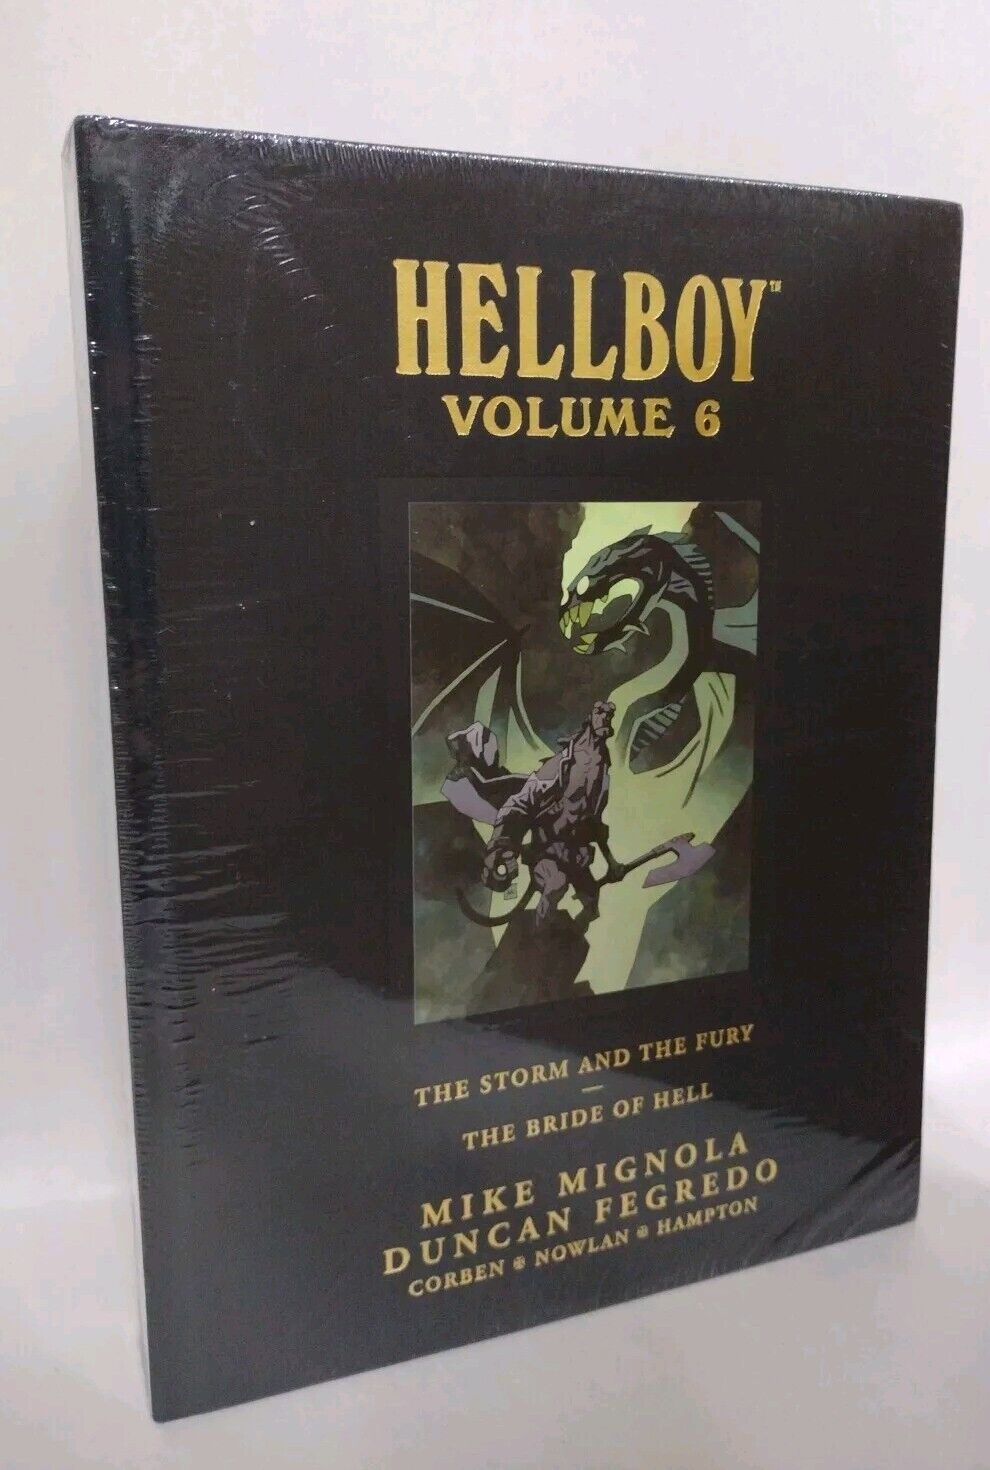 HELLBOY™
VOLUME 6
THE STORM AND THE FURY
—
THE BRIDE OF HELL
MIKE MIGNOLA
DUNCAN FEGREDO
CORBEN ✠ NOWLAN ✠ HAMPTON